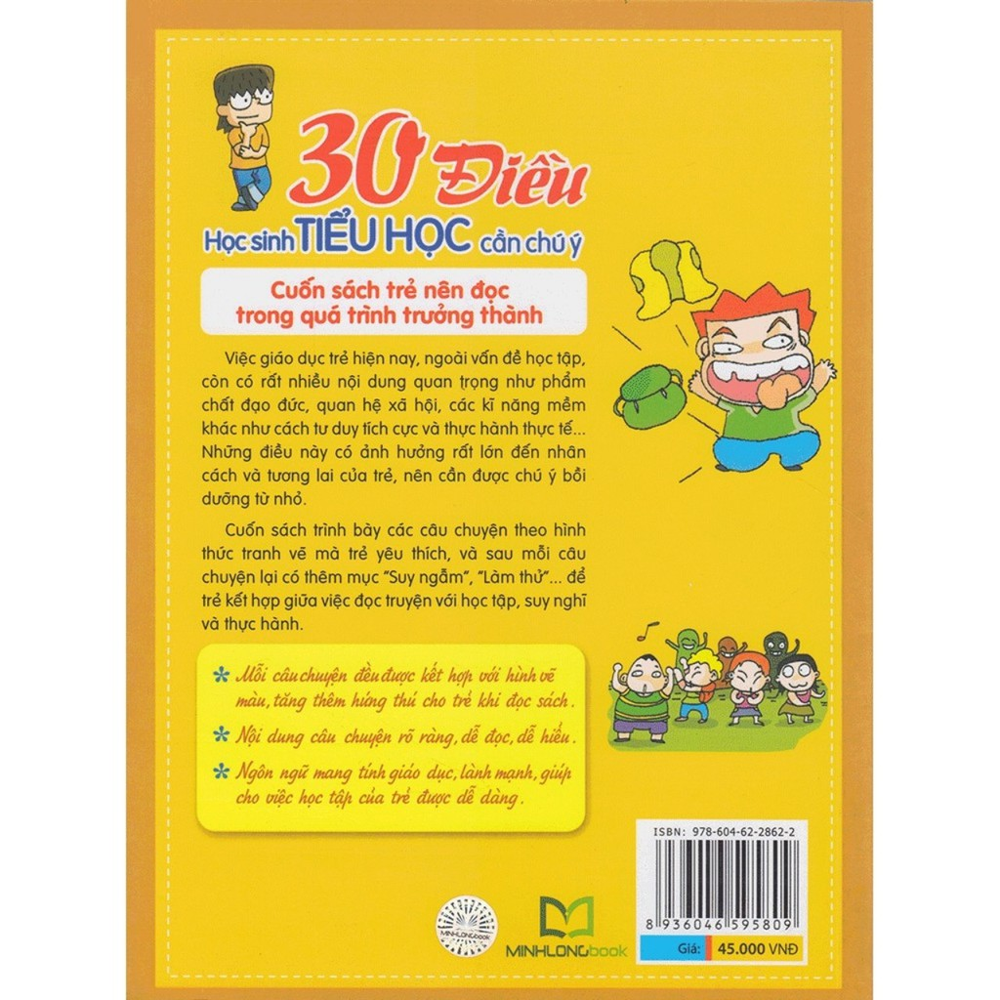 30 Điều
Học sinh TIỂU HỌC cần chú ý
Cuốn sách trẻ nên đọc
trong quá trình trưởng thành
Việc giáo dục trẻ hiện nay, ngoài vấn đề học tập,
còn có rất nhiều nội dung quan trọng như phẩm
chất đạo đức, quan hệ xã hội, các kĩ năng mềm
khác như cách tư duy tích cực và thực hành thực tế...
Những điều này có ảnh hưởng rất lớn đến nhân
cách và tương lai của trẻ, nên cần được chú ý bồi
dưỡng từ nhỏ.
Cuốn sách trình bày các câu chuyện theo hình
thức tranh vẽ mà trẻ yêu thích, và sau mỗi câu
chuyện lại có thêm mục "Suy ngẫm", "Làm thử"... để
trẻ kết hợp giữa việc đọc truyện với học tập, suy nghĩ
và thực hành.
* Mỗi câu chuyện đều được kết hợp với hình vẽ
màu, tăng thêm hứng thú cho trẻ khi đọc sách.
* Nội dung câu chuyện rõ ràng, dễ đọc, dễ hiểu.
* Ngôn ngữ mang tính giáo dục, lành mạnh, giúp
cho việc học tập của trẻ được dễ dàng.
ISBN: 978-604-62-2862-2
8 936046 595809
Giá: 45.000 VNĐ
MINHLONGbook
MINHLONGbook